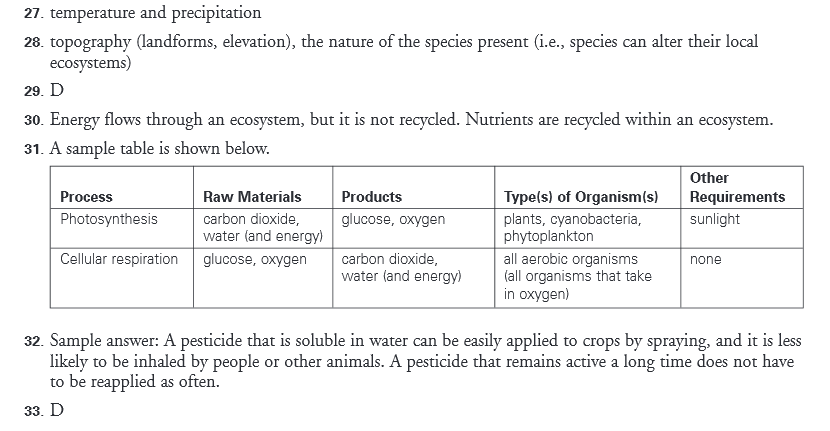 27. temperature and precipitation
28. topography (landforms, elevation), the nature of the species present (i.e., species can alter their local
ecosystems)
29. D
30. Energy flows through an ecosystem, but it is not recycled. Nutrients are recycled within an ecosystem.
31. A sample table is shown below.
Process Raw Materials Products Type(s) of Organism(s) Other
Requirements
Photosynthesis carbon dioxide, glucose, oxygen plants, cyanobacteria, sunlight
water (and energy) phytoplankton
Cellular respiration glucose, oxygen carbon dioxide, all aerobic organisms none
water (and energy) (all organisms that take
in oxygen)
32. Sample answer: A pesticide that is soluble in water can be easily applied to crops by spraying, and it is less
likely to be inhaled by people or other animals. A pesticide that remains active a long time does not have
to be reapplied as often.
33. D